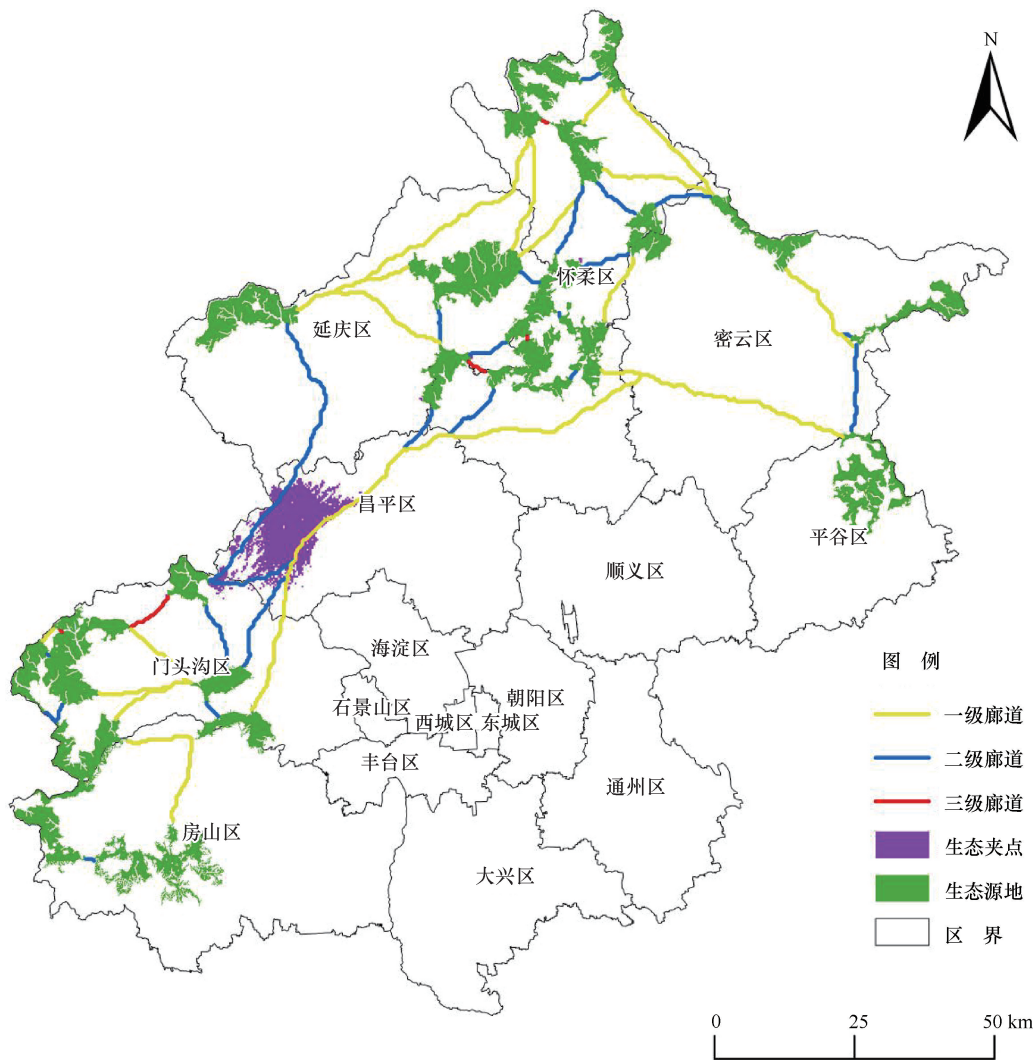 N
怀柔区
延庆区
密云区
昌平区
平谷区
顺义区
海淀区
门头沟区
石景山区
朝阳区
西城区
东城区
丰台区
通州区
房山区
大兴区
图 例
一级廊道
二级廊道
三级廊道
生态夹点
生态源地
区 界
0 25 50 km